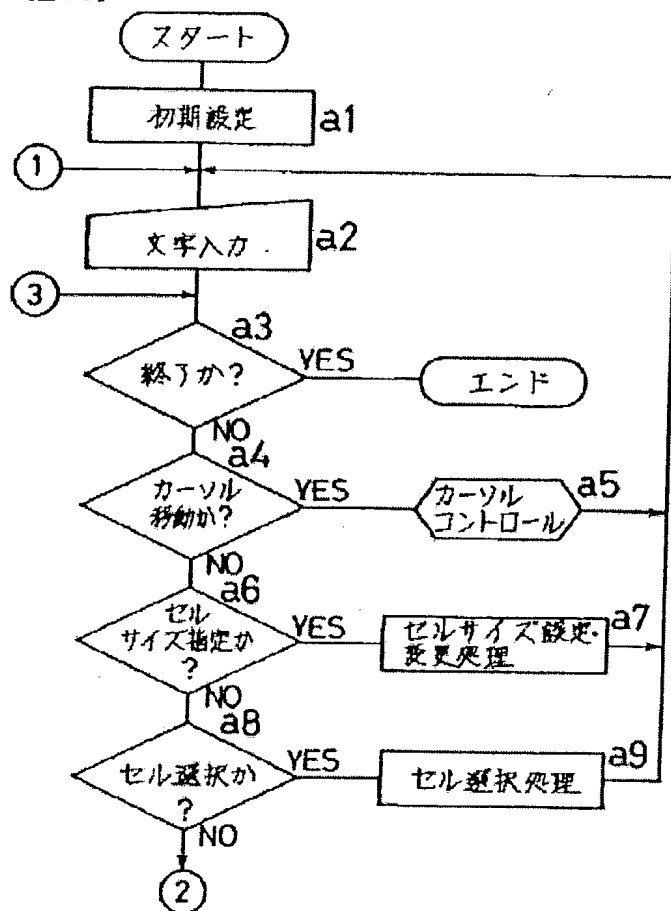 スタート
初期設定 a1
1
文字入力 a2
3
a3
終了か? YES エンド
NO
a4
カーソル
移動か? YES カーソル
コントロール a5
NO
a6
セル
サイズ指定か
? YES セルサイズ設定・
変更処理 a7
NO
a8
セル選択か
? YES セル選択処理 a9
NO
2